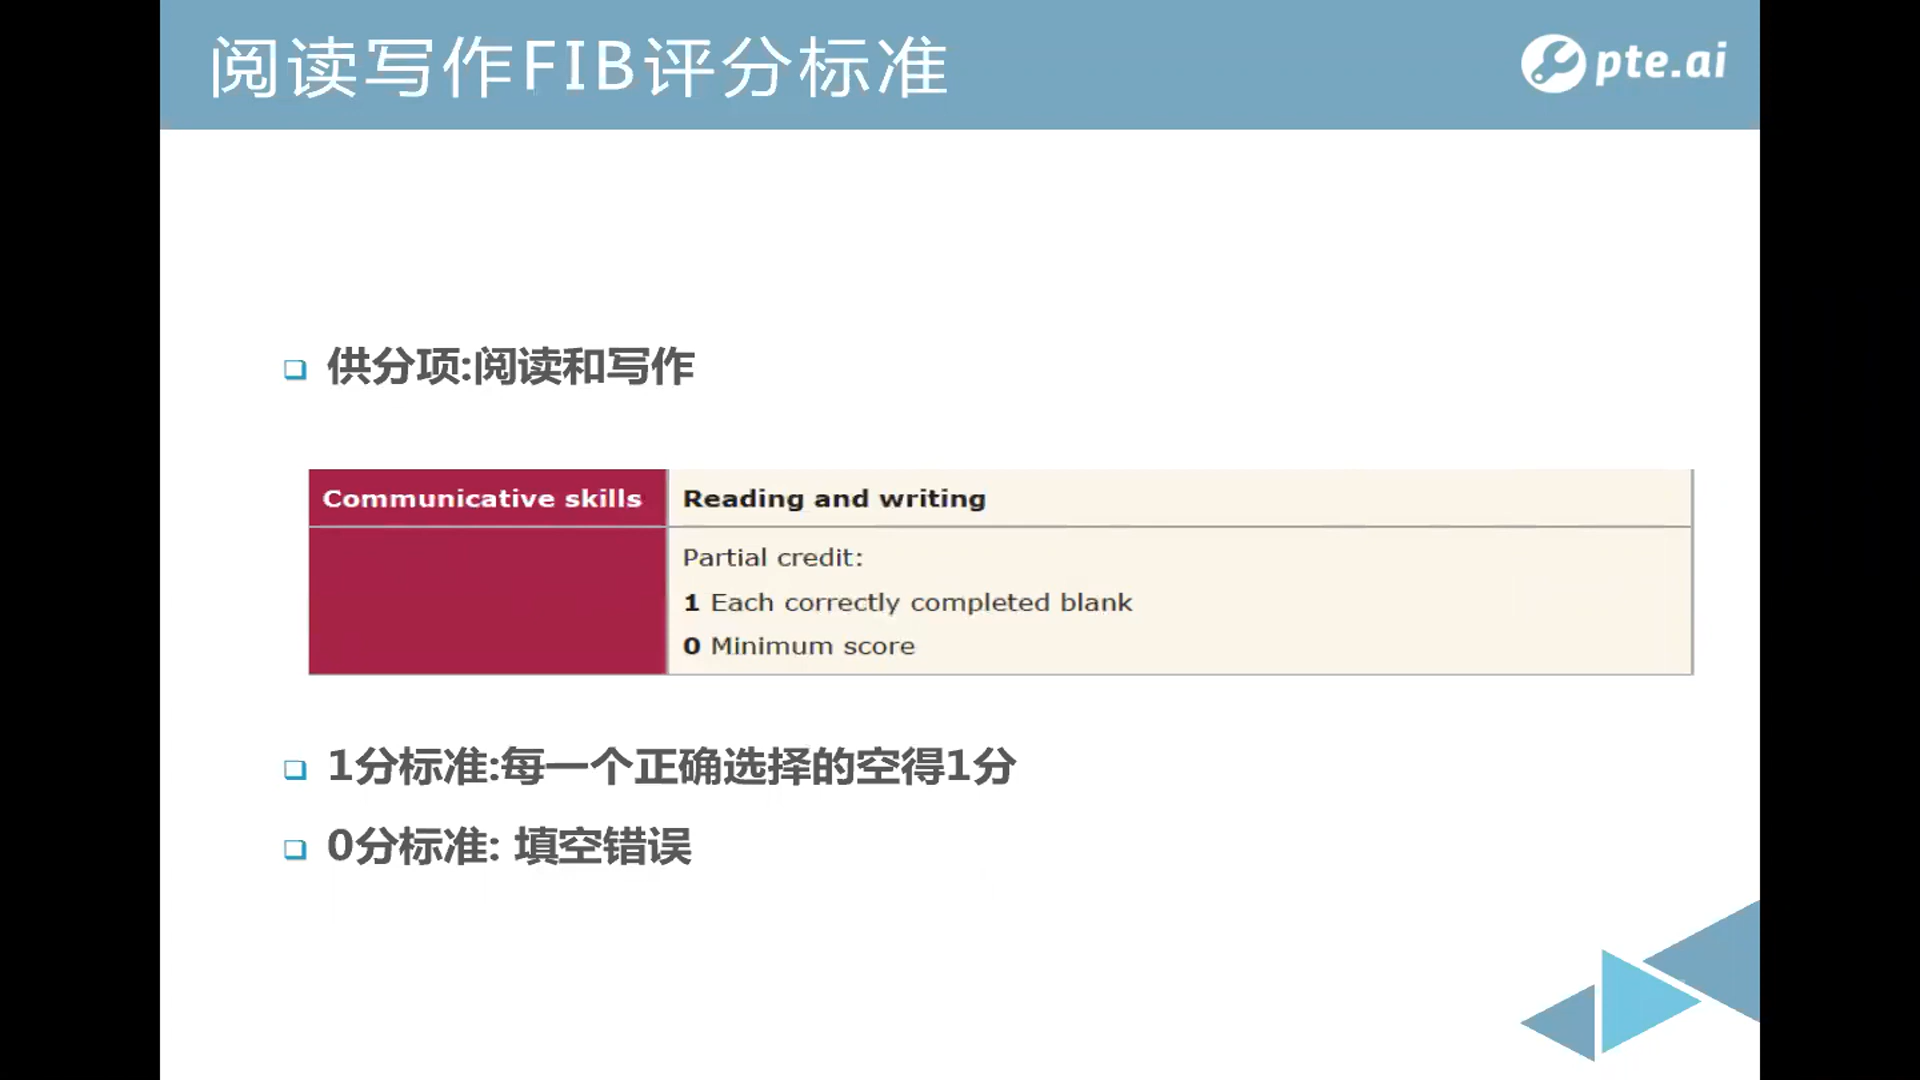 阅读写作FIB评分标准
pte.ai
供分项:阅读和写作
Communicative skills
Reading and writing
Partial credit:
1 Each correctly completed blank
0 Minimum score
1分标准:每一个正确选择的空得1分
0分标准: 填空错误